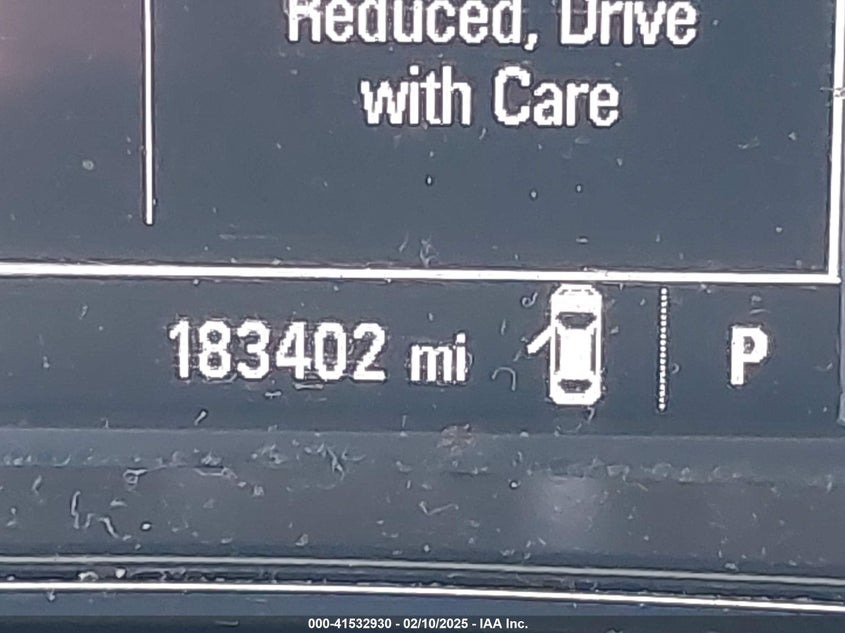 Reduced, Drive
with Care
183402 mi P
000-41532930 - 02/10/2025 - IAA Inc.